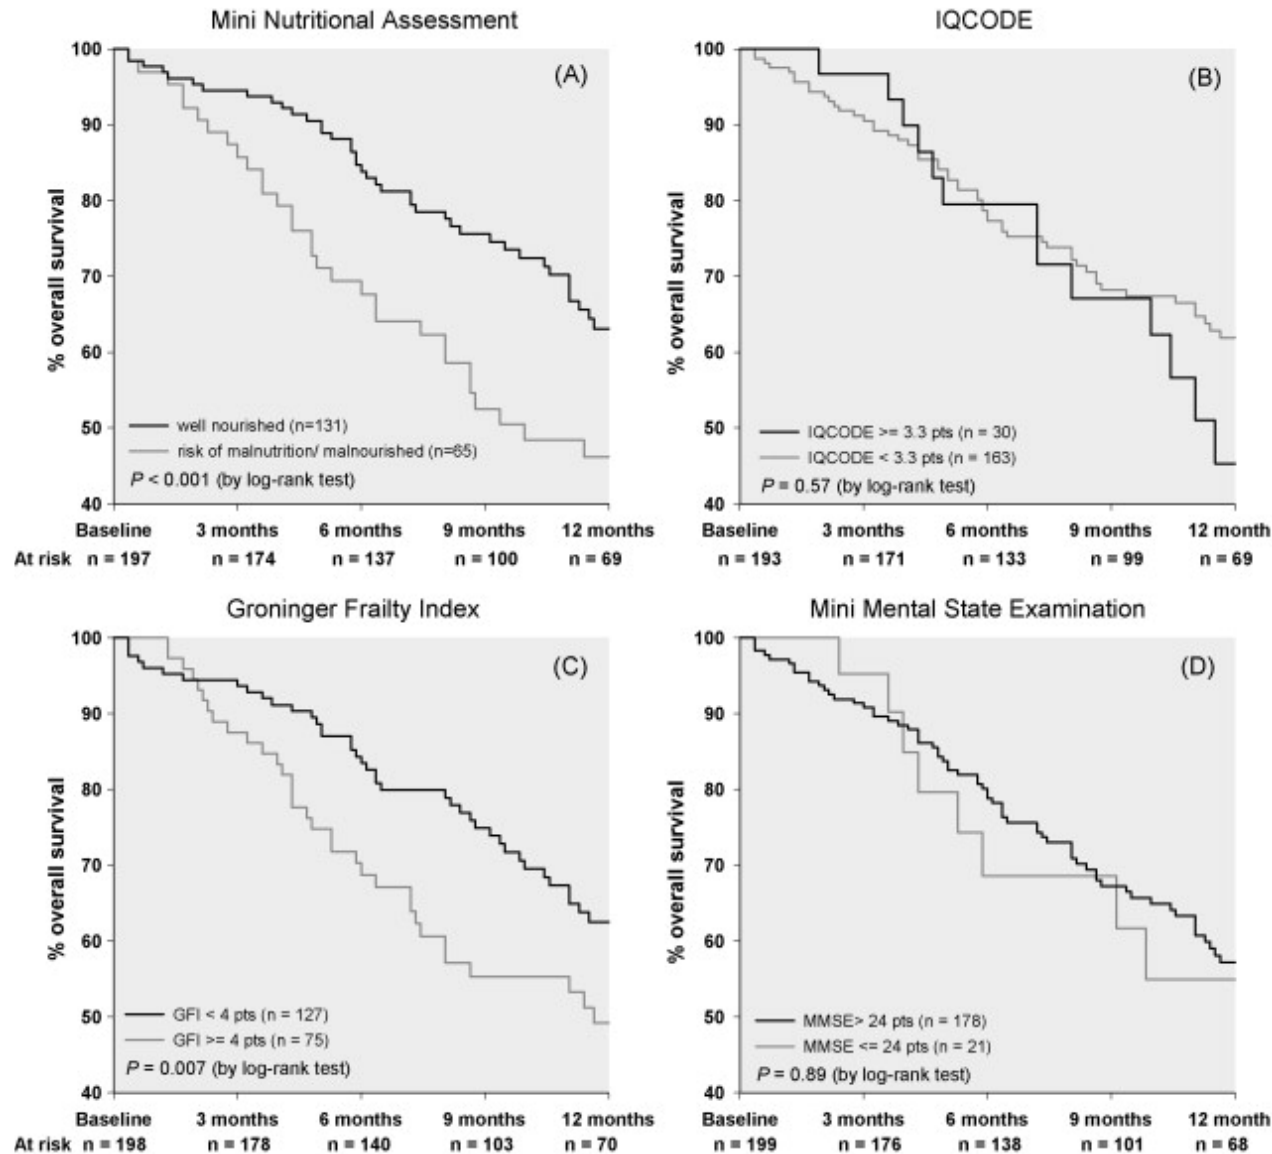 Mini Nutritional Assessment
(A)
% overall survival
100
90
80
70
60
50
40
well nourished (n=131)
risk of malnutrition/ malnourished (n=65)
P < 0.001 (by log-rank test)
Baseline 3 months 6 months 9 months 12 months
At risk n = 197 n = 174 n = 137 n = 100 n = 69
IQCODE
(B)
% overall survival
100
90
80
70
60
50
40
IQCODE >= 3.3 pts (n = 30)
IQCODE < 3.3 pts (n = 163)
P = 0.57 (by log-rank test)
Baseline 3 months 6 months 9 months 12 month
n = 193 n = 171 n = 133 n = 99 n = 69
Groninger Frailty Index
(C)
% overall survival
100
90
80
70
60
50
40
GFI < 4 pts (n = 127)
GFI >= 4 pts (n = 75)
P = 0.007 (by log-rank test)
Baseline 3 months 6 months 9 months 12 months
At risk n = 198 n = 178 n = 140 n = 103 n = 70
Mini Mental State Examination
(D)
% overall survival
100
90
80
70
60
50
40
MMSE> 24 pts (n = 178)
MMSE <= 24 pts (n = 21)
P = 0.89 (by log-rank test)
Baseline 3 months 6 months 9 months 12 month
n = 199 n = 176 n = 138 n = 101 n = 68